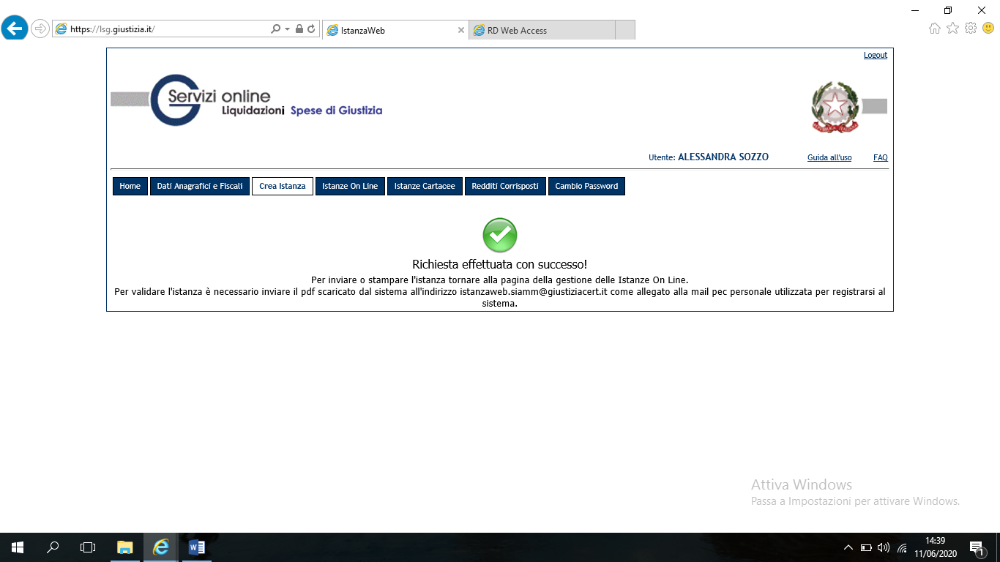 https://lsg.giustizia.it/
IstanzaWeb
RD Web Access
Logout
Servizi online
Liquidazioni Spese di Giustizia
Utente: ALESSANDRA SOZZO
Guida all'uso
FAQ
Home
Dati Anagrafici e Fiscali
Crea Istanza
Istanze On Line
Istanze Cartacee
Redditi Corrisposti
Cambio Password
Richiesta effettuata con successo!
Per inviare o stampare l'istanza tornare alla pagina della gestione delle Istanze On Line.
Per validare l'istanza è necessario inviare il pdf scaricato dal sistema all'indirizzo istanzaweb.siamm@giustiziacert.it come allegato alla mail pec personale utilizzata per registrarsi al
sistema.
Attiva Windows
Passa a Impostazioni per attivare Windows.
14:39
11/06/2020
1